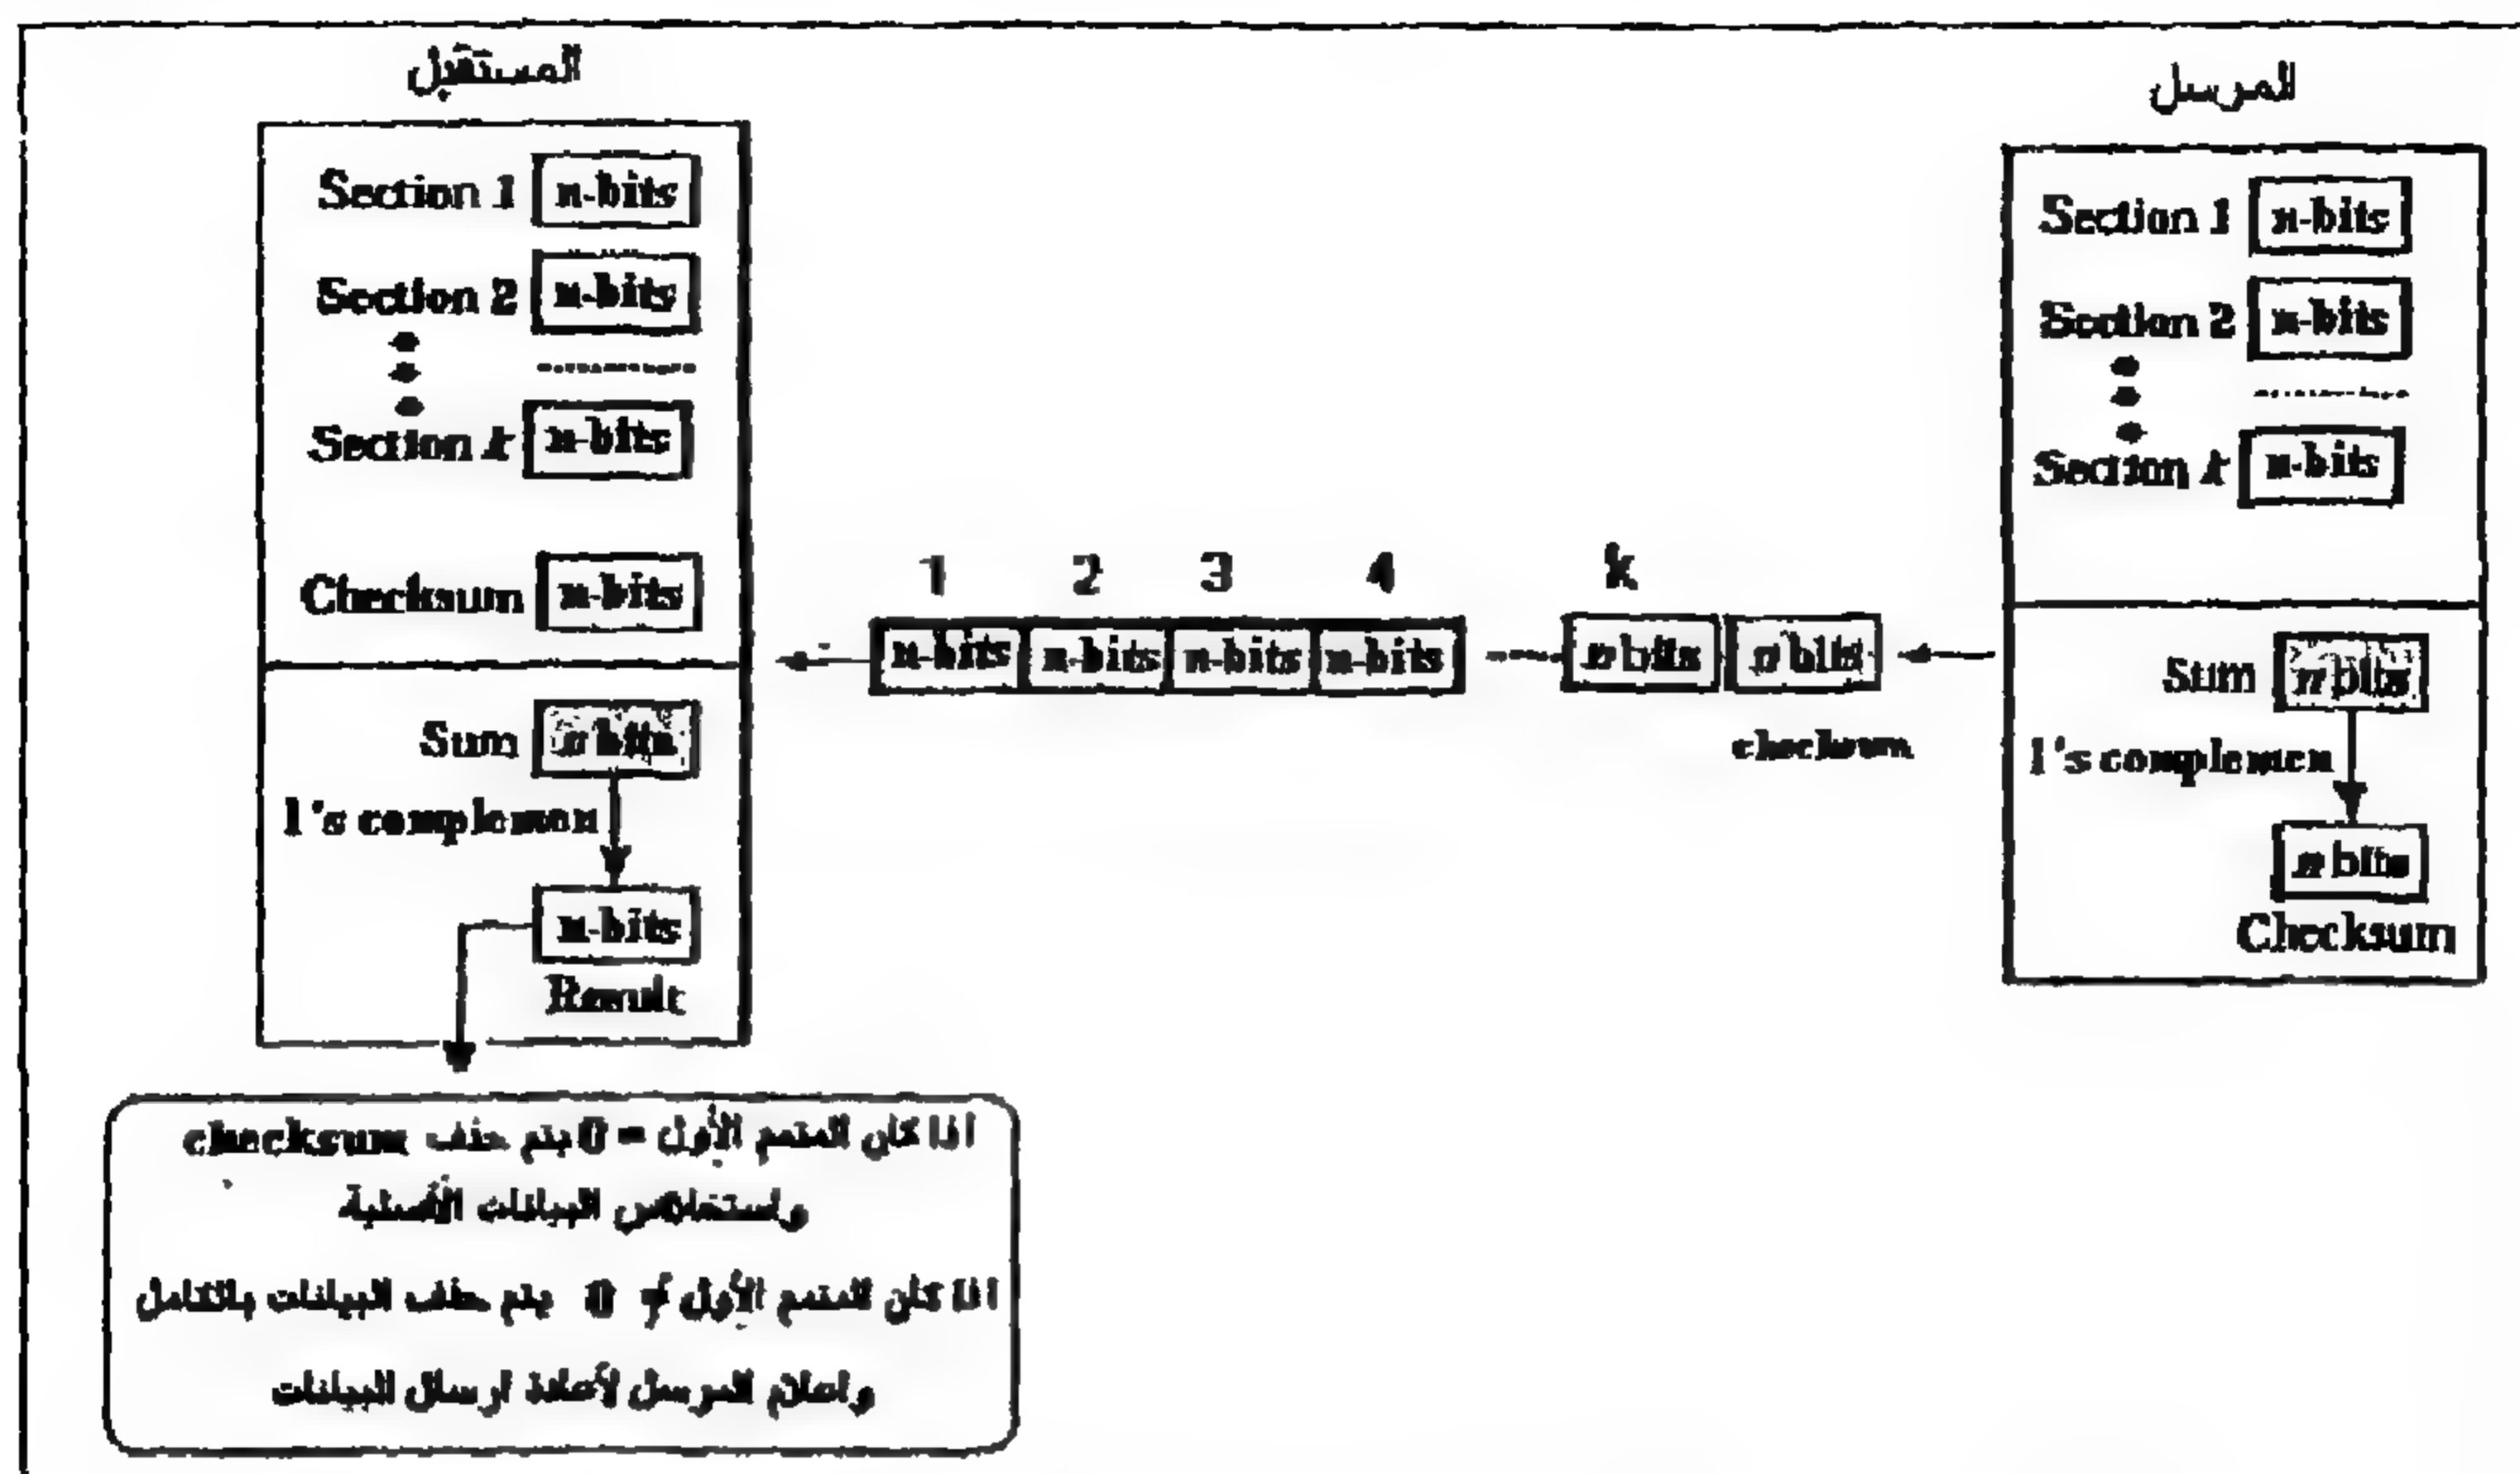 المستقبل
Section 1 n-bits
Section 2 n-bits
Section k n-bits
Checksum n-bits
Sum n bits
1's complemen
n-bits
Result
اذا كان المتمم الأول = 0 يتم حذف checksum
واستخلاص البيانات الأصلية
اذا كان المتمم الأول ≠ 0 يتم حذف البيانات بالكامل
واعلام المرسل لأعادة ارسال البيانات
1 2 3 4 k
n-bits n-bits n-bits n-bits n bits n bits
checksum
المرسل
Section 1 n-bits
Section 2 n-bits
Section k n-bits
Sum n bits
1's complemen
n bits
Checksum